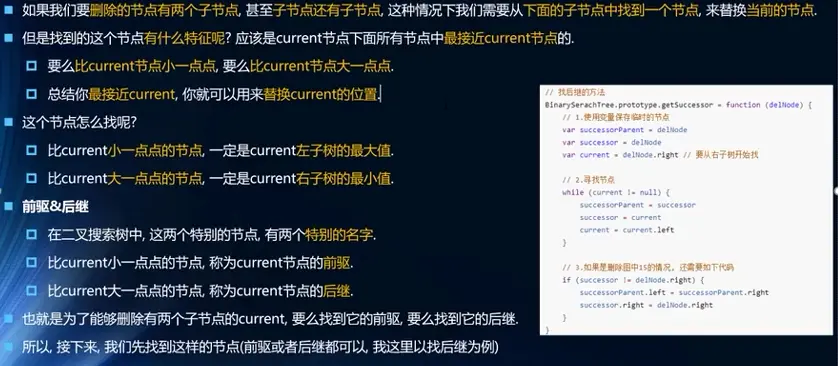 如果我们要删除的节点有两个子节点, 甚至子节点还有子节点, 这种情况下我们需要从下面的子节点中找到一个节点, 来替换当前的节点.
但是找到的这个节点有什么特征呢? 应该是current节点下面所有节点中最接近current节点的.
要么比current节点小一点点, 要么比current节点大一点点.
总结你最接近current, 你就可以用来替换current的位置.
这个节点怎么找呢?
比current小一点点的节点, 一定是current左子树的最大值.
比current大一点点的节点, 一定是current右子树的最小值.
前驱&后继
在二叉搜索树中, 这两个特别的节点, 有两个特别的名字.
比current小一点点的节点, 称为current节点的前驱.
比current大一点点的节点, 称为current节点的后继.
也就是为了能够删除有两个子节点的current, 要么找到它的前驱, 要么找到它的后继.
所以, 接下来, 我们先找到这样的节点(前驱或者后继都可以, 我这里以找后继为例)
// 找后继的方法
BinarySerachTree.prototype.getSuccessor = function (delNode) {
// 1.使用变量保存临时的节点
var successorParent = delNode
var successor = delNode
var current = delNode.right // 要从右子树开始找
// 2.寻找节点
while (current != null) {
successorParent = successor
successor = current
current = current.left
}
// 3.如果是删除图中15的情况, 还需要如下代码
if (successor != delNode.right) {
successorParent.left = successorParent.right
successor.right = delNode.right
}
}